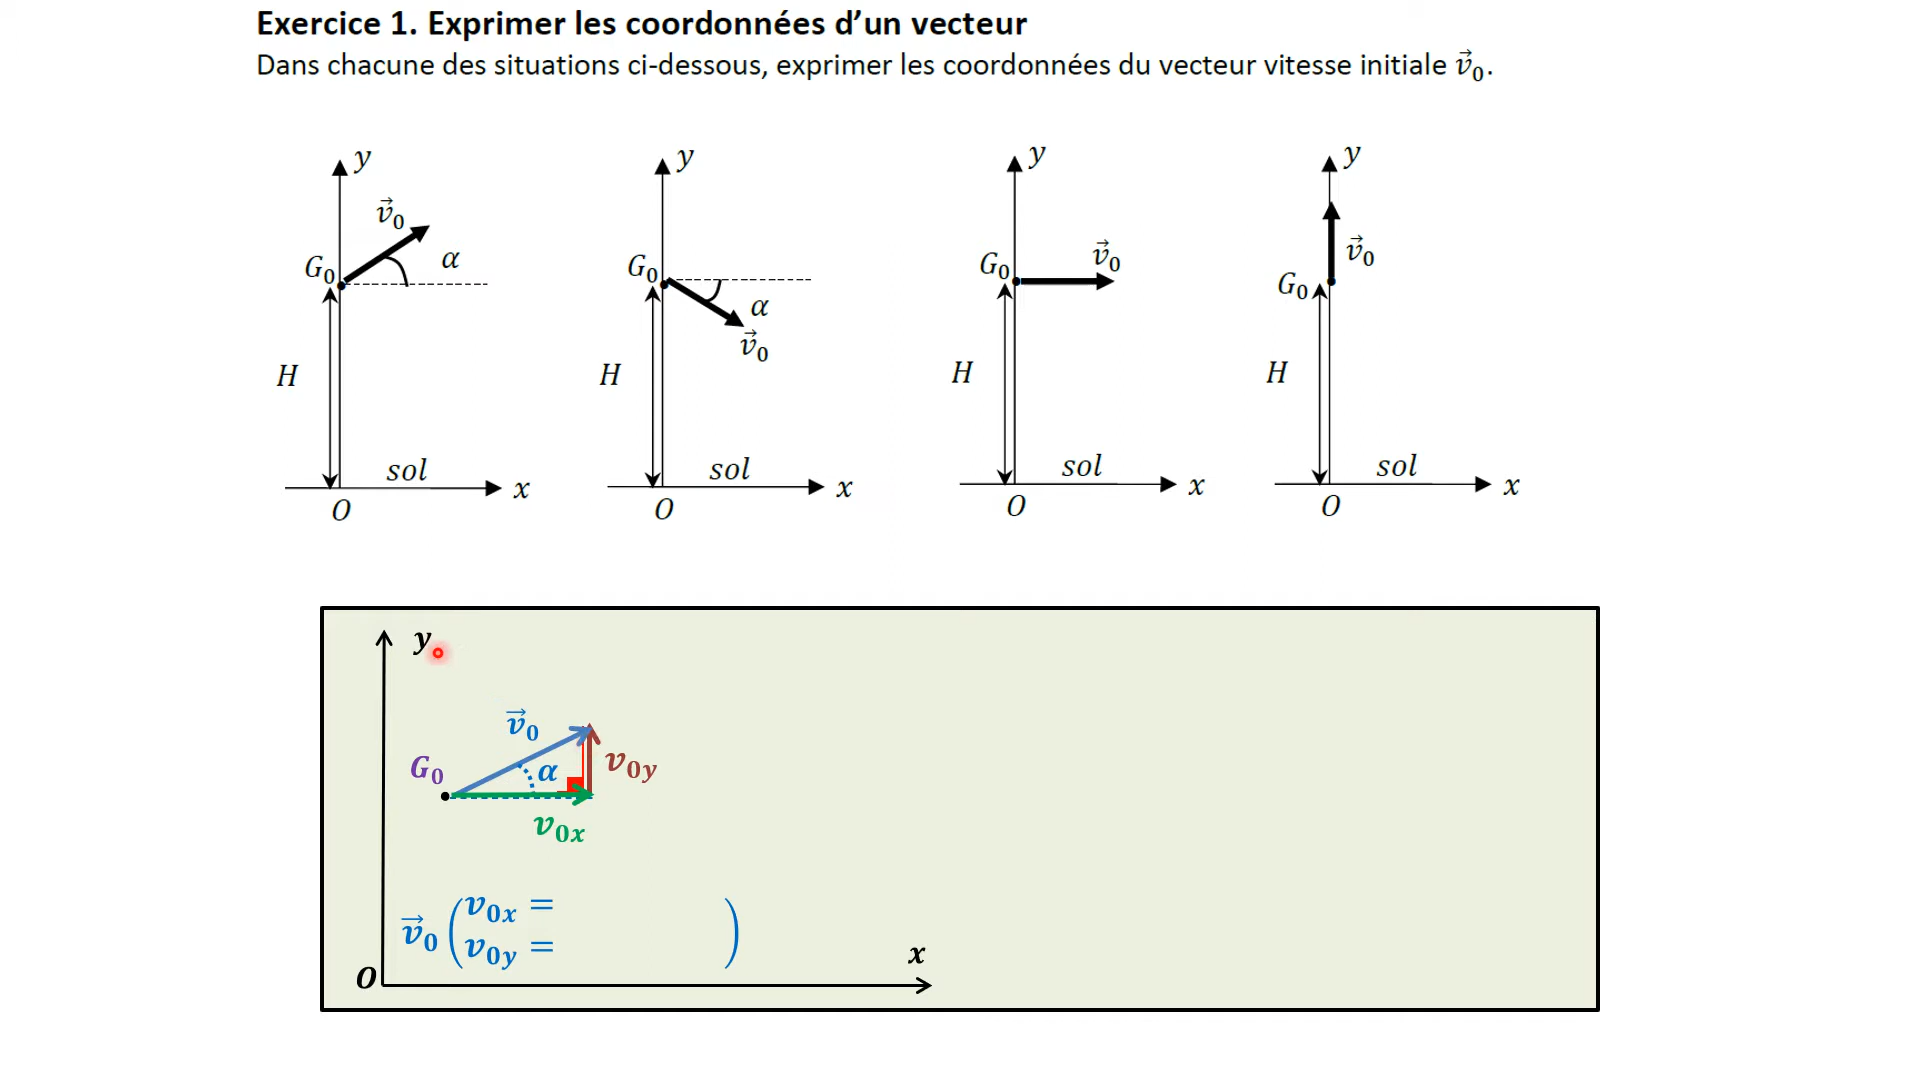 Exercice 1. Exprimer les coordonnées d’un vecteur
Dans chacune des situations ci-dessous, exprimer les coordonnées du vecteur vitesse initiale v⃗₀.
y
v⃗₀
α
G₀
H
sol
x
O
y
G₀
α
v⃗₀
H
sol
x
O
y
G₀
v⃗₀
H
sol
x
O
y
v⃗₀
G₀
H
sol
x
O
y
v⃗₀
G₀
α
v₀y
v₀x
v⃗₀ ( v₀x =
v₀y = )
x
O